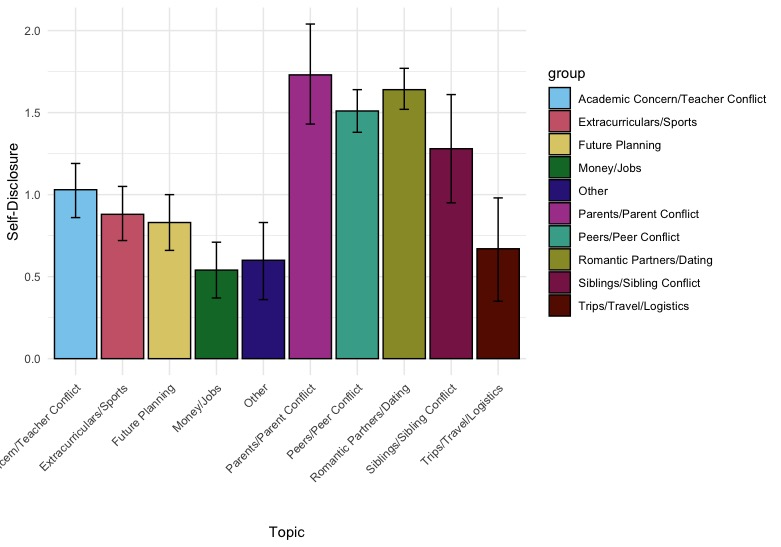 2.0
1.5
1.0
0.5
0.0
Self-Disclosure
cern/Teacher Conflict
Extracurriculars/Sports
Future Planning
Money/Jobs
Other
Parents/Parent Conflict
Peers/Peer Conflict
Romantic Partners/Dating
Siblings/Sibling Conflict
Trips/Travel/Logistics
Topic
group
Academic Concern/Teacher Conflict
Extracurriculars/Sports
Future Planning
Money/Jobs
Other
Parents/Parent Conflict
Peers/Peer Conflict
Romantic Partners/Dating
Siblings/Sibling Conflict
Trips/Travel/Logistics